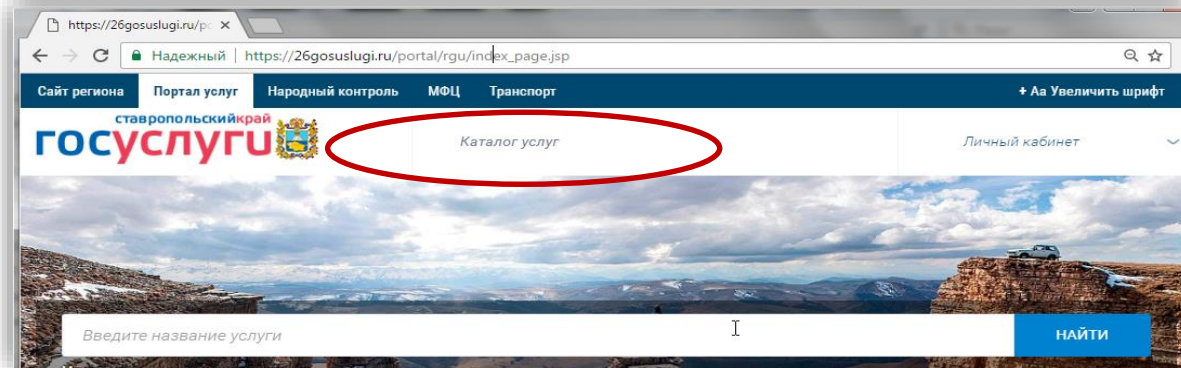 https://26gosuslugi.ru/po
Надежный | https://26gosuslugi.ru/portal/rgu/index_page.jsp
Сайт региона Портал услуг Народный контроль МФЦ Транспорт + Аа Увеличить шрифт
ставропольскийкрай
госуслуги
Каталог услуг Личный кабинет
Введите название услуги НАЙТИ